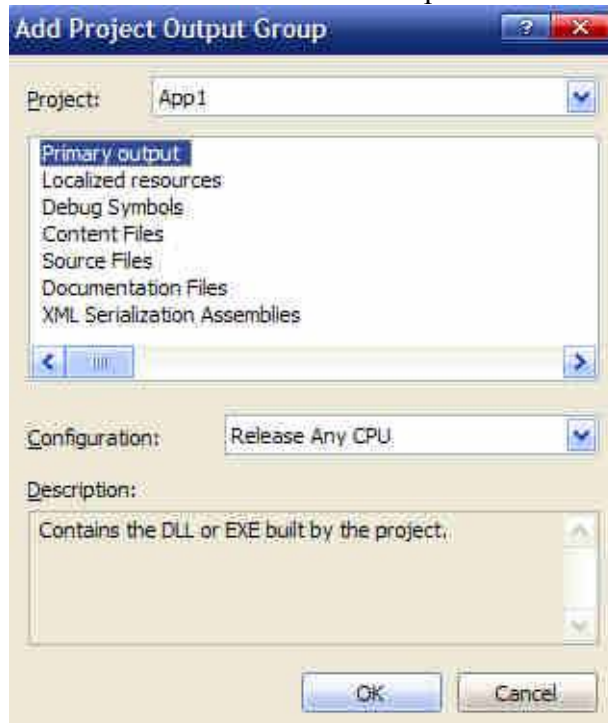 Add Project Output Group
Project: App1
Primary output
Localized resources
Debug Symbols
Content Files
Source Files
Documentation Files
XML Serialization Assemblies
Configuration: Release Any CPU
Description:
Contains the DLL or EXE built by the project.
OK Cancel